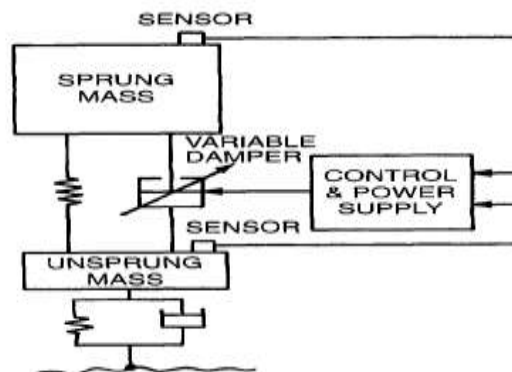 SENSOR
SPRUNG
MASS
VARIABLE
DAMPER
CONTROL
& POWER
SUPPLY
SENSOR
UNSPRUNG
MASS